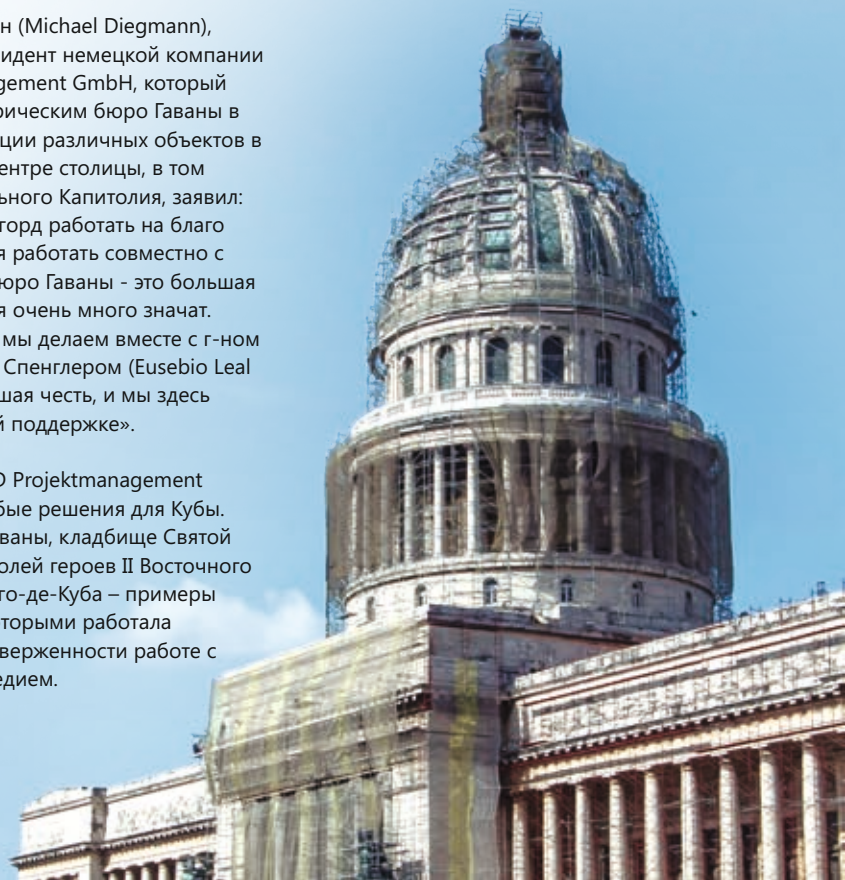 н (Michael Diegmann),
идент немецкой компании
gement GmbH, который
рическим бюро Гаваны в
ции различных объектов в
ентре столицы, в том
ьного Капитолия, заявил:
горд работать на благо
я работать совместно с
юро Гаваны - это большая
я очень много значат.
мы делаем вместе с г-ном
Спенглером (Eusebio Leal
шая честь, и мы здесь
й поддержке».
D Projektmanagement
бые решения для Кубы.
ваны, кладбище Святой
олей героев II Восточного
го-де-Куба – примеры
оторыми работала
верженности работе с
едием.